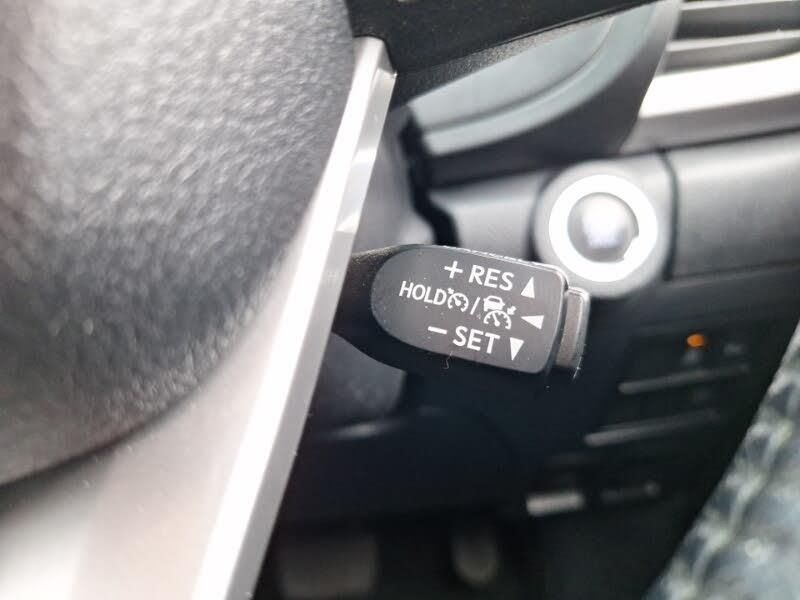 + RES ▲
HOLD / ◀
− SET ▼